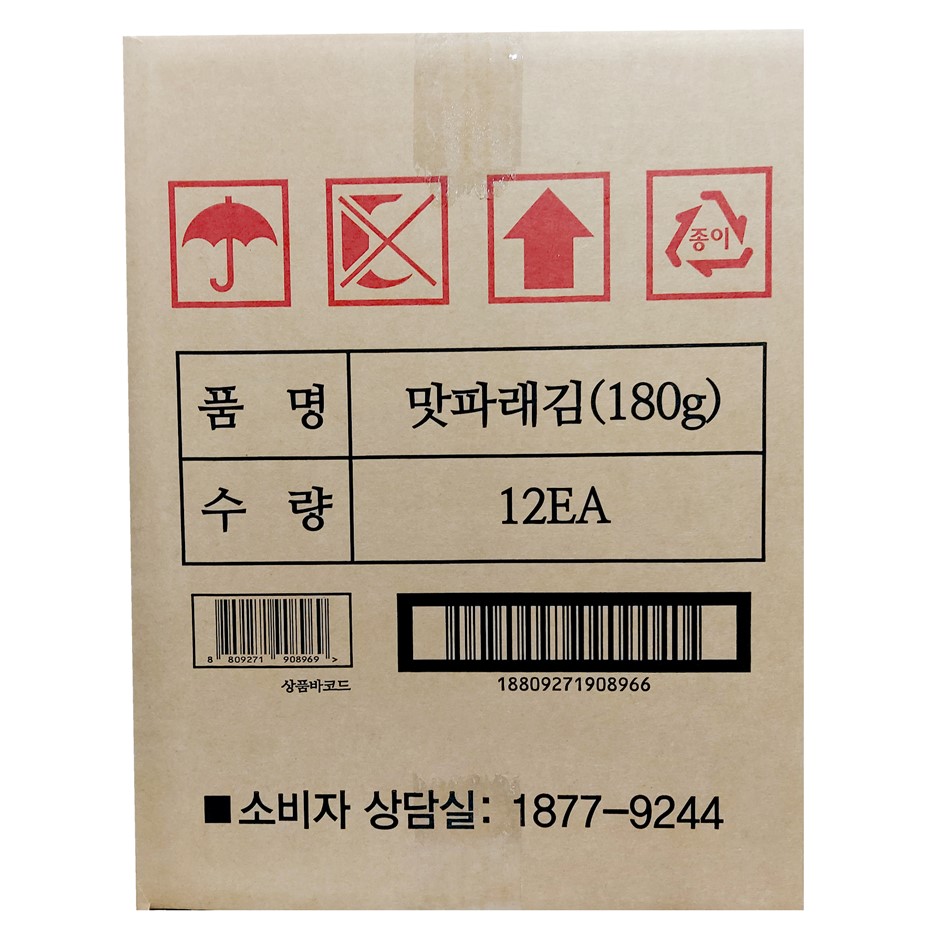 종이
품 명 맛파래김(180g)
수 량 12EA
8 809271 908969 >
상품바코드
18809271908966
■소비자 상담실: 1877-9244